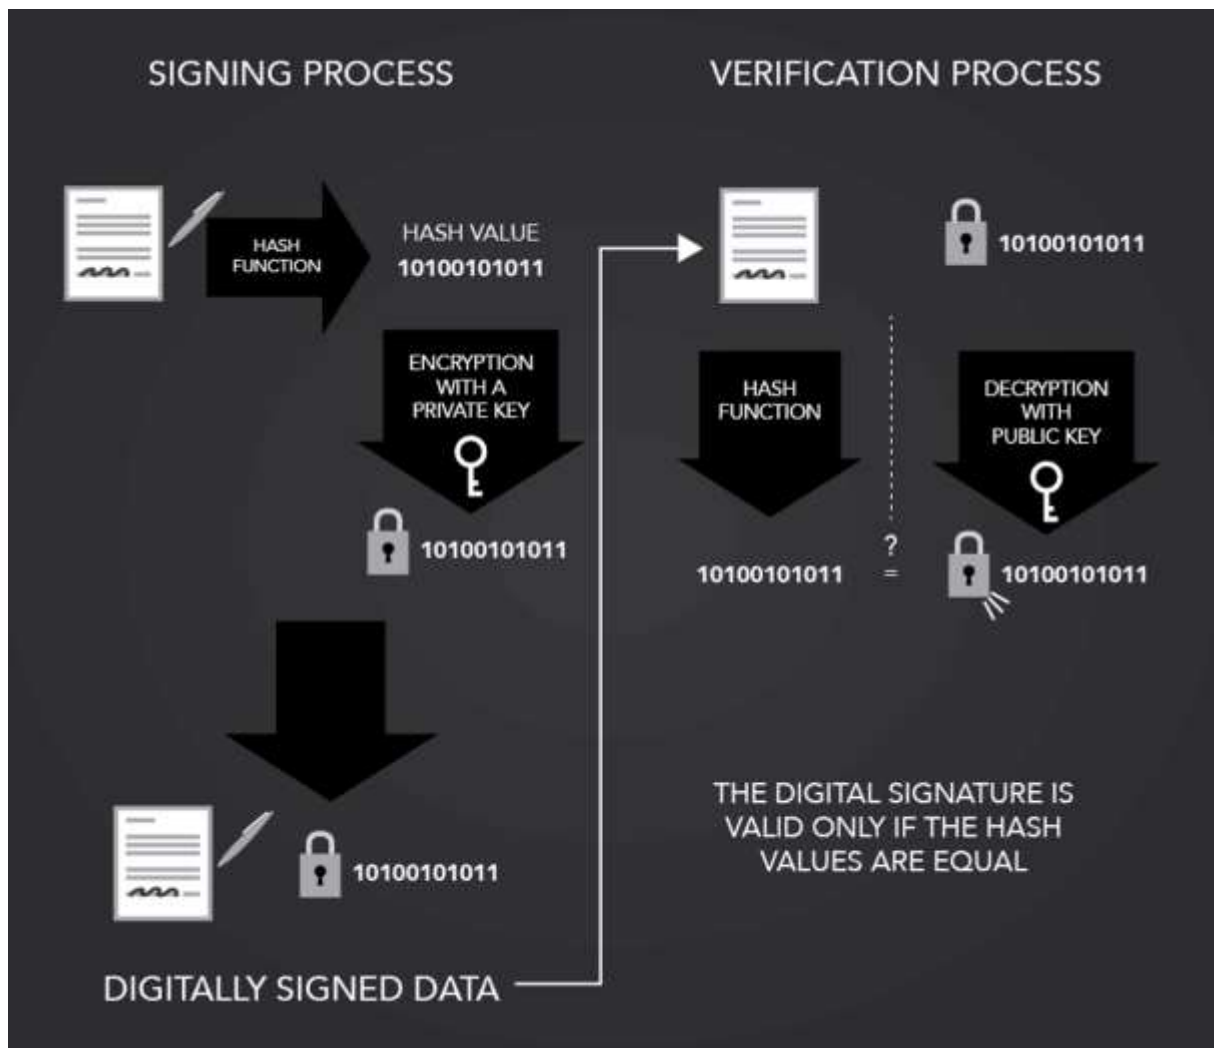 SIGNING PROCESS
HASH
FUNCTION
HASH VALUE
10100101011
ENCRYPTION
WITH A
PRIVATE KEY
10100101011
10100101011
DIGITALLY SIGNED DATA
VERIFICATION PROCESS
10100101011
HASH
FUNCTION
DECRYPTION
WITH
PUBLIC KEY
10100101011
?
=
10100101011
THE DIGITAL SIGNATURE IS
VALID ONLY IF THE HASH
VALUES ARE EQUAL